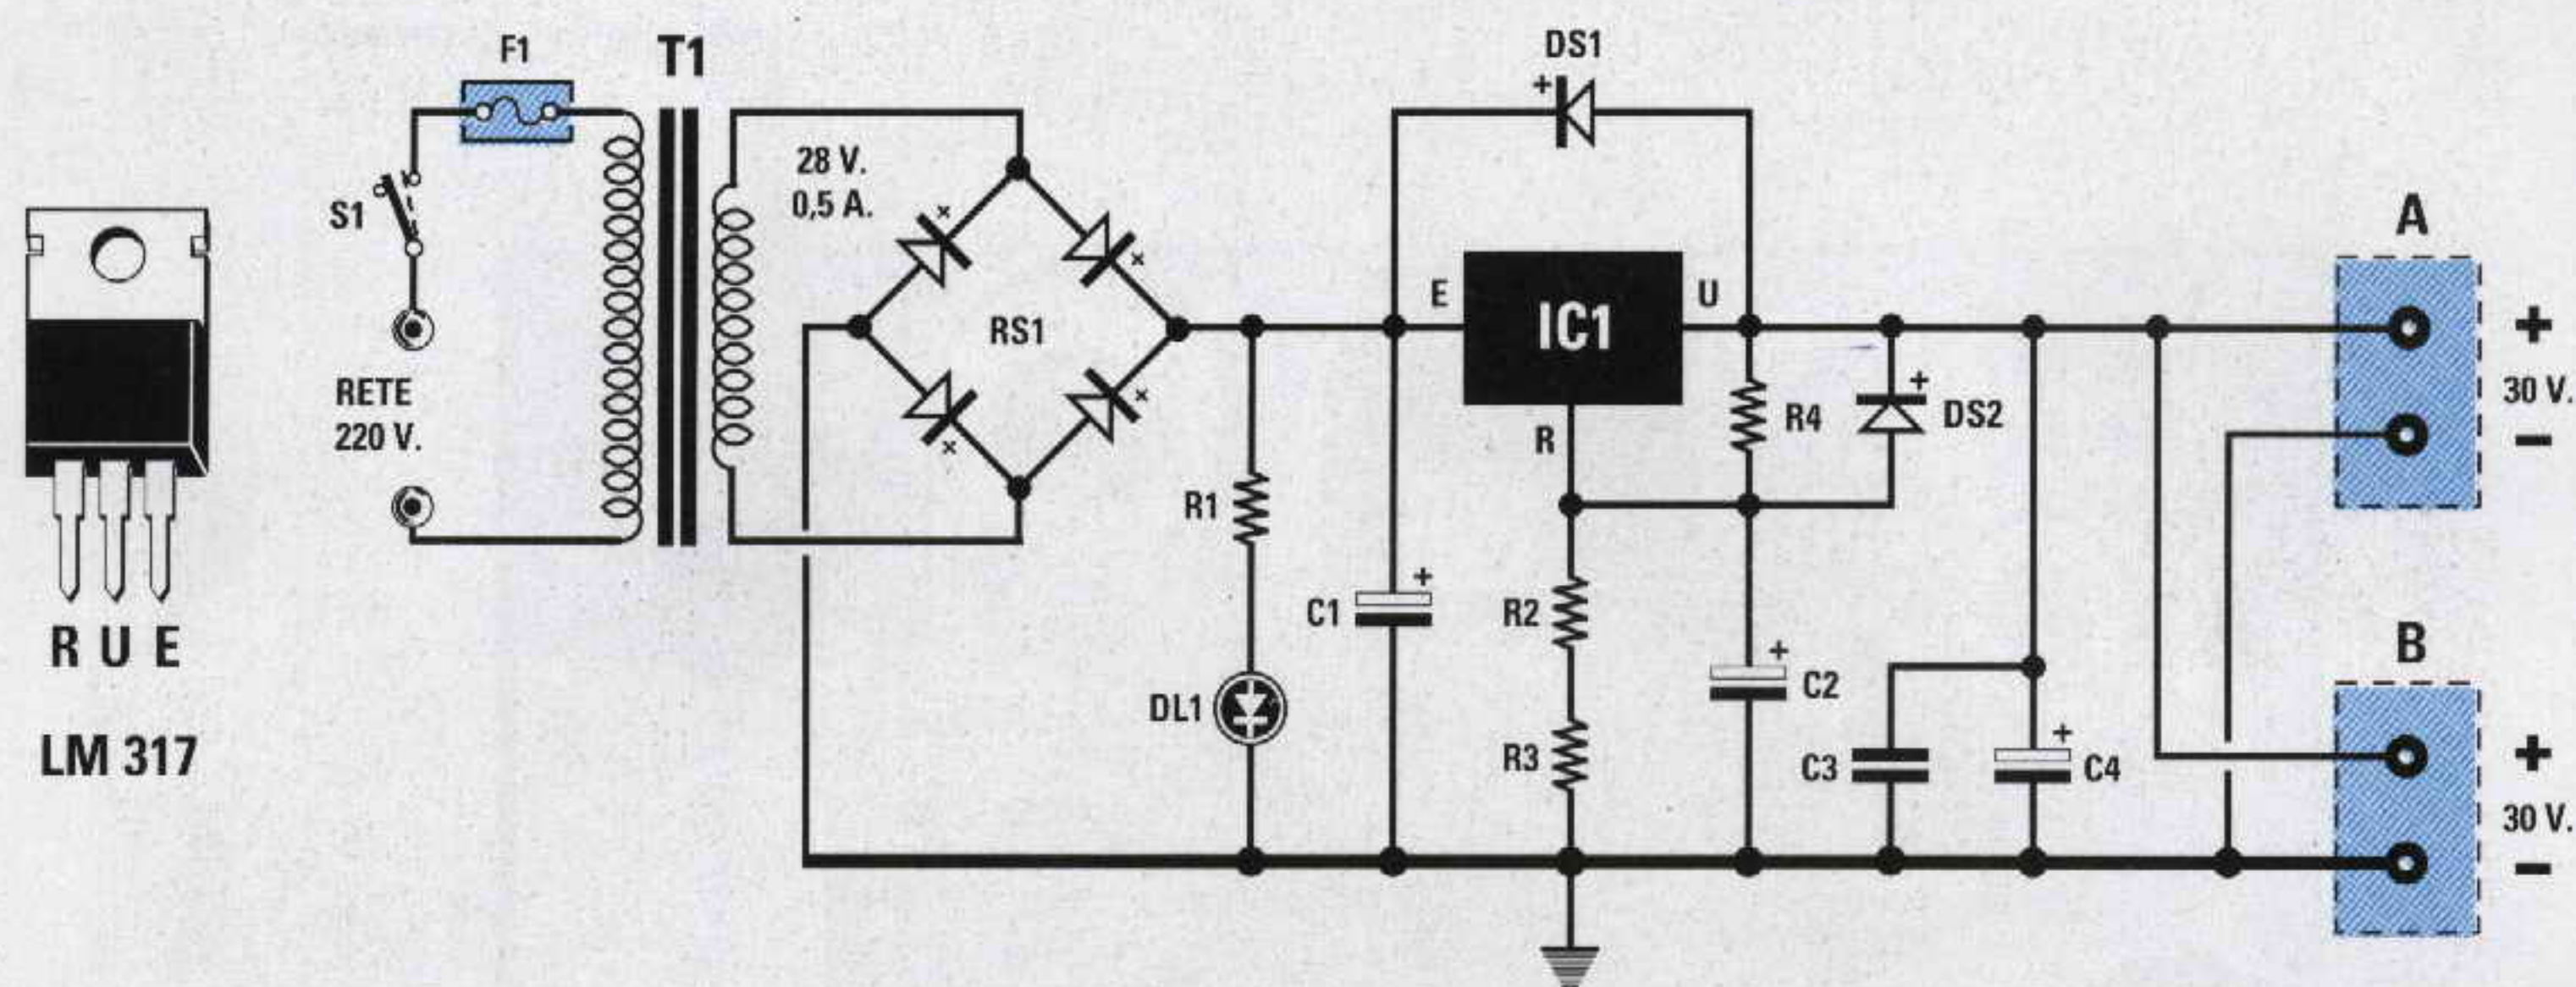 F1
T1
DS1
+
28 V.
0,5 A.
S1
A
E
U
IC1
RS1
+
30 V.
−
RETE
220 V.
+
R4
DS2
R
R1
+
C1
R2
R U E
B
+
C2
DL1
LM 317
R3
C3
+
C4
+
30 V.
−